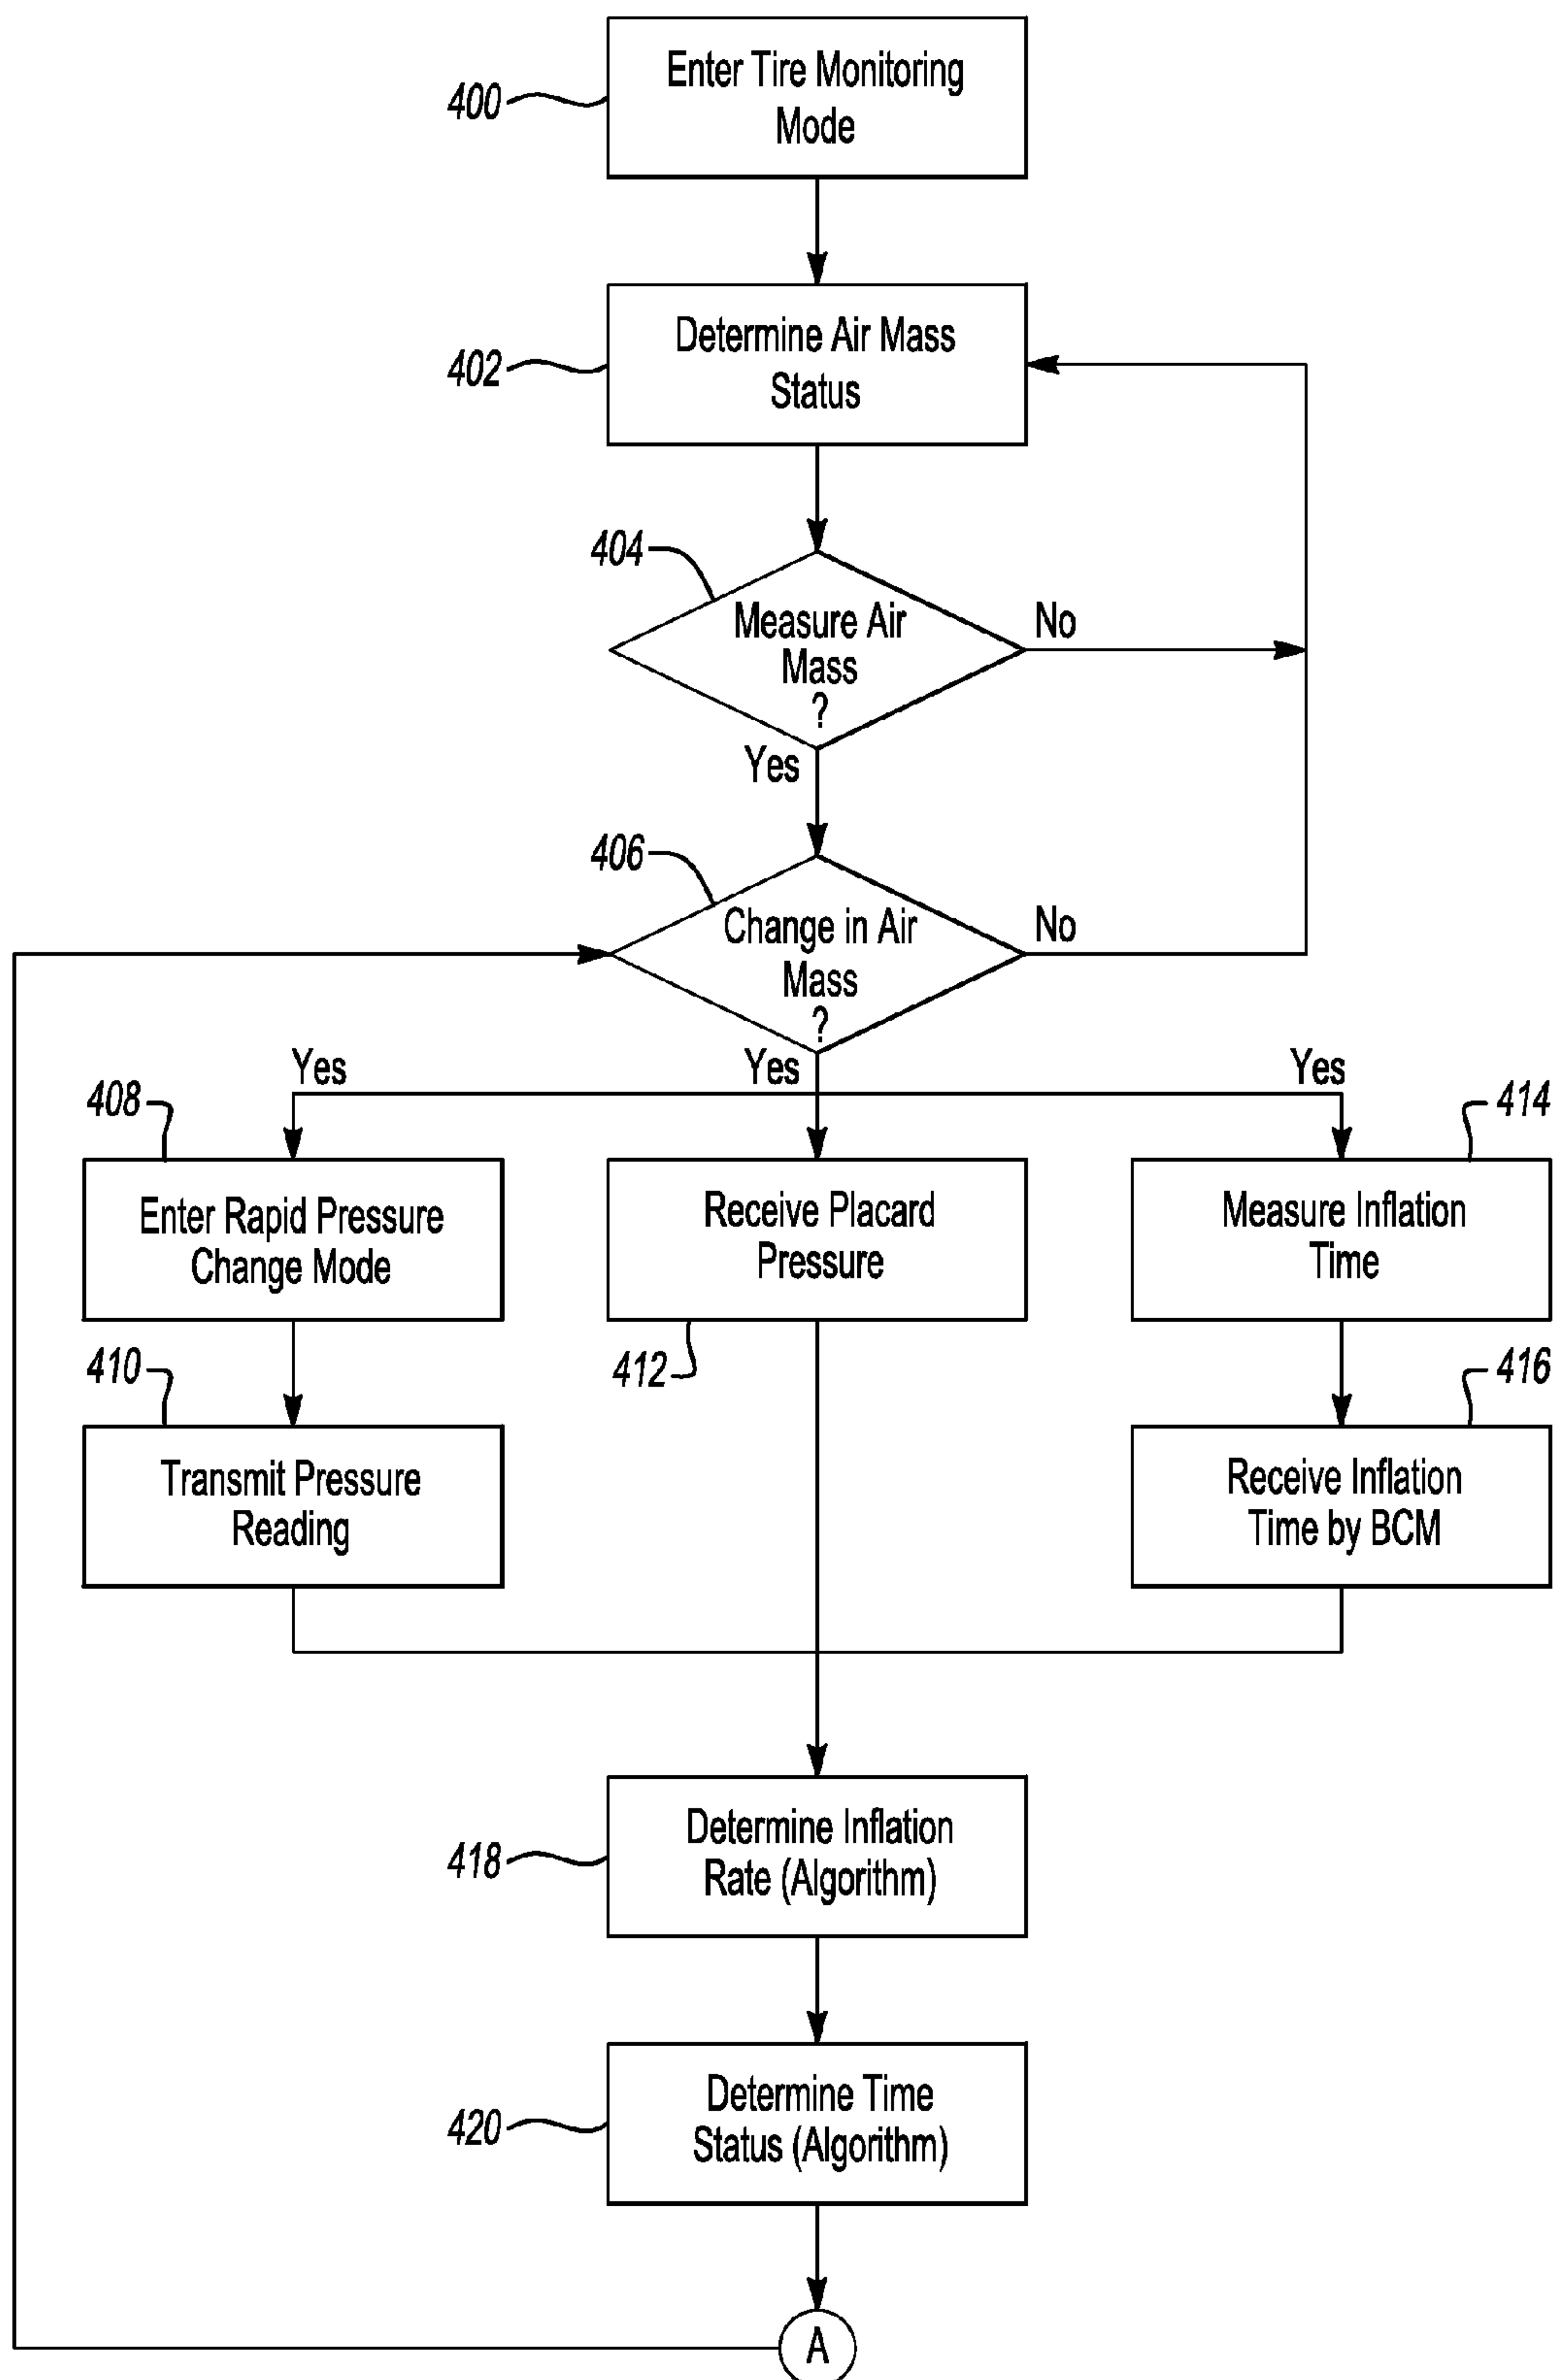 400
Enter Tire Monitoring
Mode
402
Determine Air Mass
Status
404
Measure Air
Mass
?
No
Yes
406
Change in Air
Mass
?
No
Yes
Yes
Yes
408
414
Enter Rapid Pressure
Change Mode
Receive Placard
Pressure
Measure Inflation
Time
410
412
416
Transmit Pressure
Reading
Receive Inflation
Time by BCM
418
Determine Inflation
Rate (Algorithm)
420
Determine Time
Status (Algorithm)
A